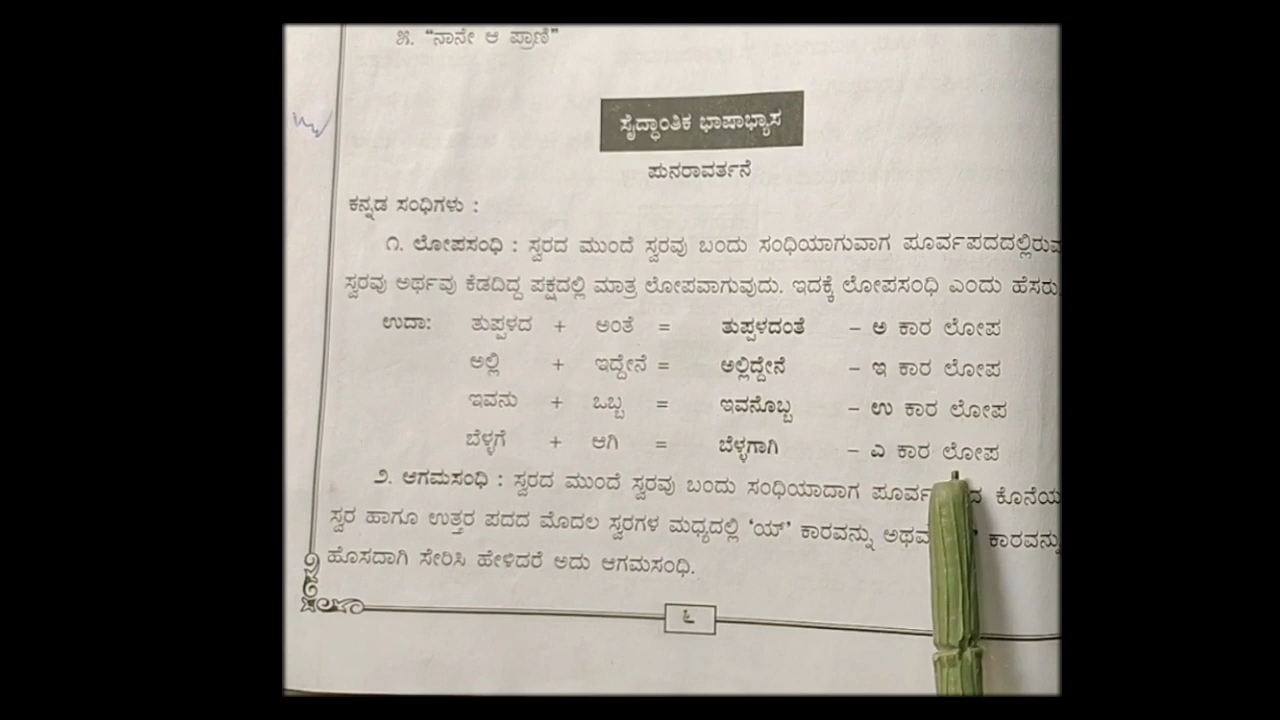 ೫. “ನಾನೇ ಆ ಪ್ರಾಣಿ”
ಸೈದ್ಧಾಂತಿಕ ಭಾಷಾಭ್ಯಾಸ
ಪುನರಾವರ್ತನೆ
ಕನ್ನಡ ಸಂಧಿಗಳು :
೧. ಲೋಪಸಂಧಿ : ಸ್ವರದ ಮುಂದೆ ಸ್ವರವು ಬಂದು ಸಂಧಿಯಾಗುವಾಗ
ಸ್ವರವು ಅರ್ಥವು ಕೆಡದಿದ್ದ ಪಕ್ಷದಲ್ಲಿ ಮಾತ್ರ ಲೋಪವಾಗುವುದು. ಇದಕ್ಕೆ ಲೋಪಸಂಧಿ ಎಂದು ಹೆಸರು.
ಉದಾ: ತುಪ್ಪಳದ + ಅಂತೆ = ತುಪ್ಪಳದಂತೆ – ಅ ಕಾರ ಲೋಪ
ಅಲ್ಲಿ + ಇದ್ದೇನೆ = ಅಲ್ಲಿದ್ದೇನೆ – ಇ ಕಾರ ಲೋಪ
ಇವನು + ಒಬ್ಬ = ಇವನೊಬ್ಬ – ಉ ಕಾರ ಲೋಪ
ಬೆಳ್ಳಗೆ + ಆಗಿ = ಬೆಳ್ಳಗಾಗಿ – ಎ ಕಾರ ಲೋಪ
೨. ಆಗಮಸಂಧಿ : ಸ್ವರದ ಮುಂದೆ ಸ್ವರವು ಬಂದು ಸಂಧಿಯಾದಾಗ ಕೊನೆಯ
ಸ್ವರ ಹಾಗೂ ಉತ್ತರ ಪದದ ಮೊದಲ ಸ್ವರಗಳ ಮಧ್ಯದಲ್ಲಿ ‘ಯ್’ ಕಾರವನ್ನು ಕಾರವನ್ನು
ಹೊಸದಾಗಿ ಸೇರಿಸಿ ಹೇಳಿದರೆ ಅದು ಆಗಮಸಂಧಿ.
೬